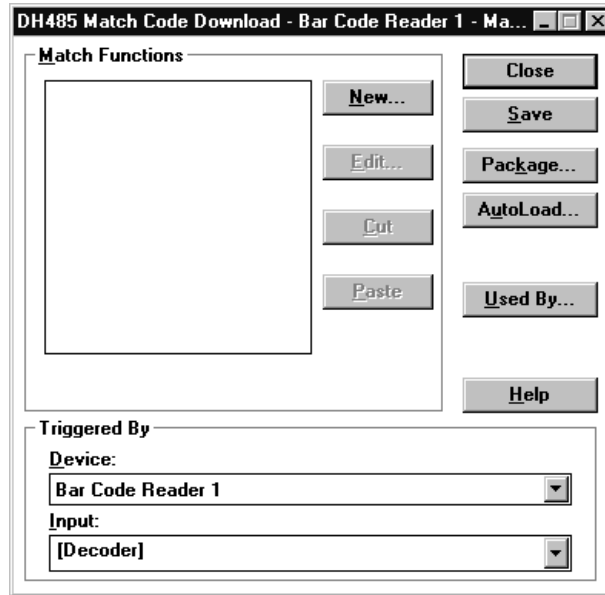 DH485 Match Code Download - Bar Code Reader 1 - Ma...
Match Functions
New...
Edit...
Cut
Paste
Close
Save
Package...
AutoLoad...
Used By...
Help
Triggered By
Device:
Bar Code Reader 1
Input:
[Decoder]